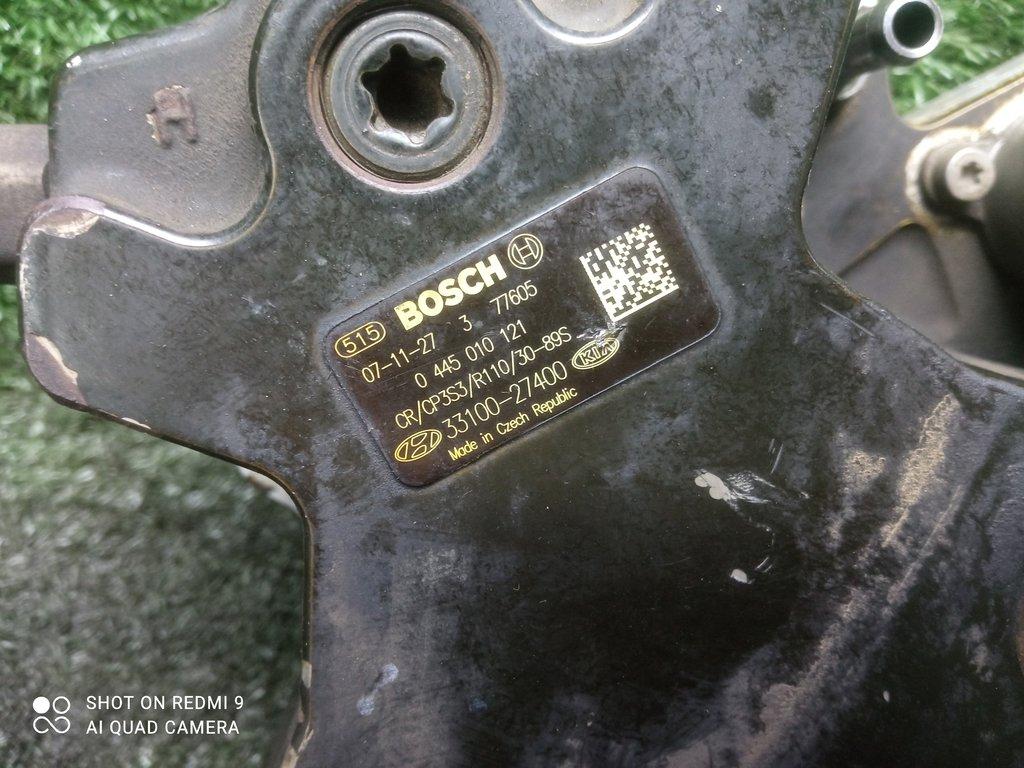 BOSCH
515
07-11-27 3 77605
0 445 010 121
CR/CP3S3/R110/30-89S
33100-27400 KIA
Made in Czech Republic
SHOT ON REDMI 9
AI QUAD CAMERA